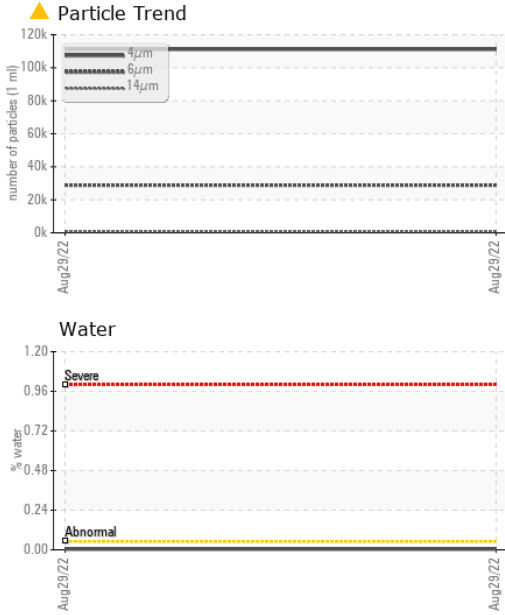 Particle Trend
120k
100k
80k
60k
40k
20k
0k
number of particles (1 ml)
4µm
6µm
14µm
Aug29/22
Aug29/22
Water
1.20
0.96
0.72
0.48
0.24
0.00
% water
Severe
Abnormal
Aug29/22
Aug29/22